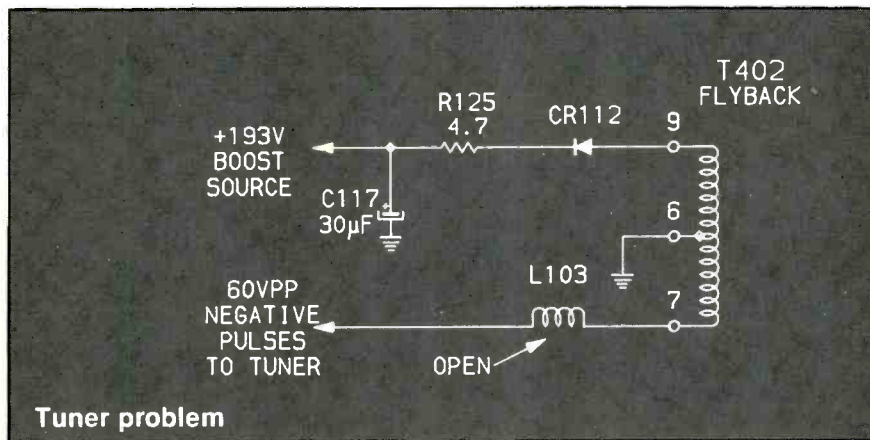 T402
FLYBACK
R125
4.7
CR112
9
+193V
BOOST
SOURCE
C117
30µF
+
6
L103
7
60VPP
NEGATIVE
PULSES
TO TUNER
OPEN
Tuner problem